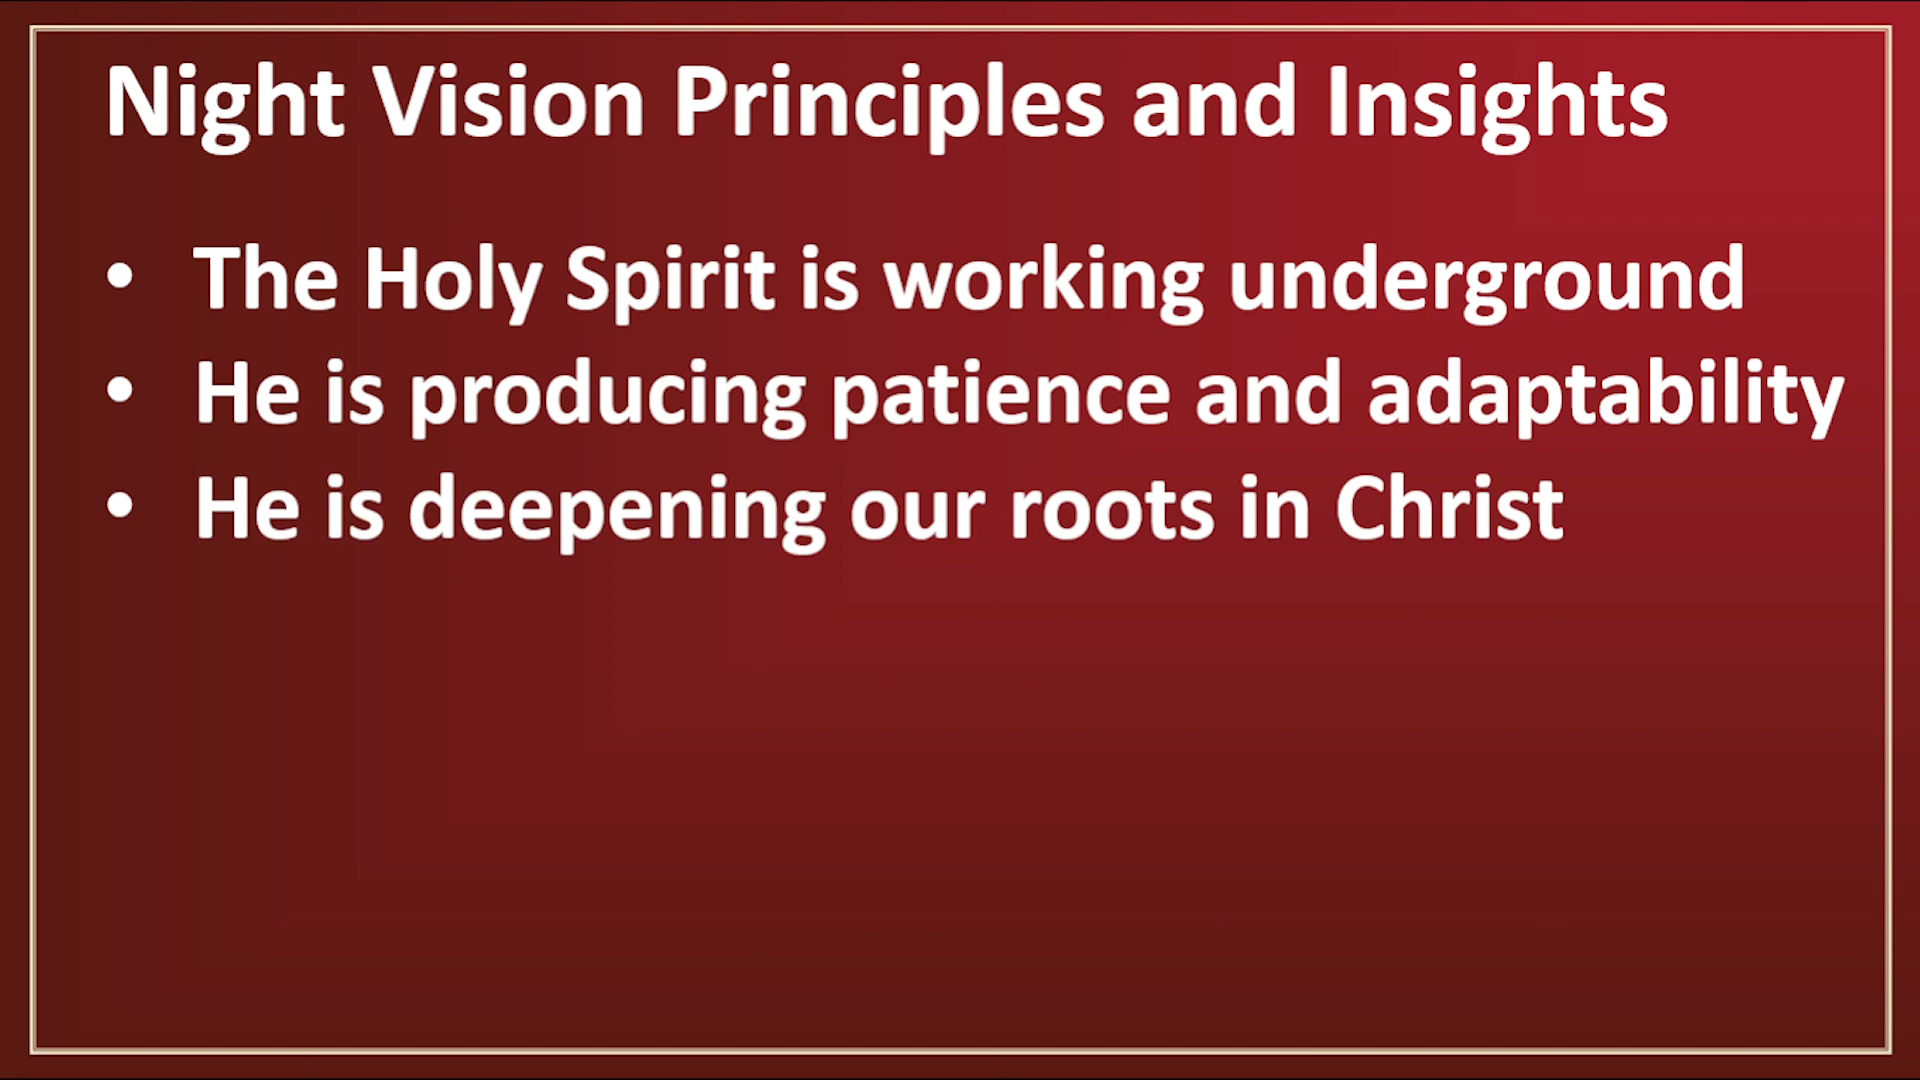 Night Vision Principles and Insights
• The Holy Spirit is working underground
• He is producing patience and adaptability
• He is deepening our roots in Christ